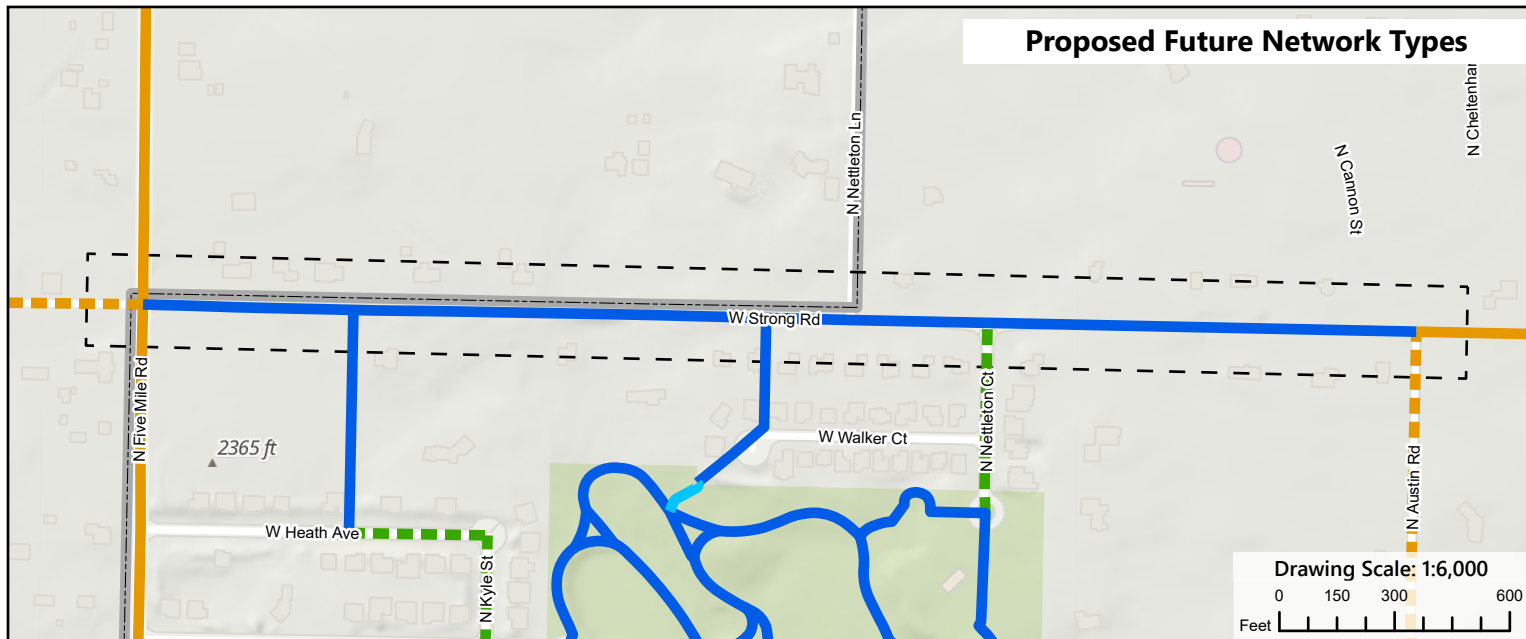 Proposed Future Network Types
N Cheltenha
N Nettleton Ln
N Cannon St
W Strong Rd
N Five Mile Rd
2365 ft
W Walker Ct
N Nettleton Ct
N Austin Rd
W Heath Ave
N Kyle St
Drawing Scale: 1:6,000
0 150 300 600
Feet